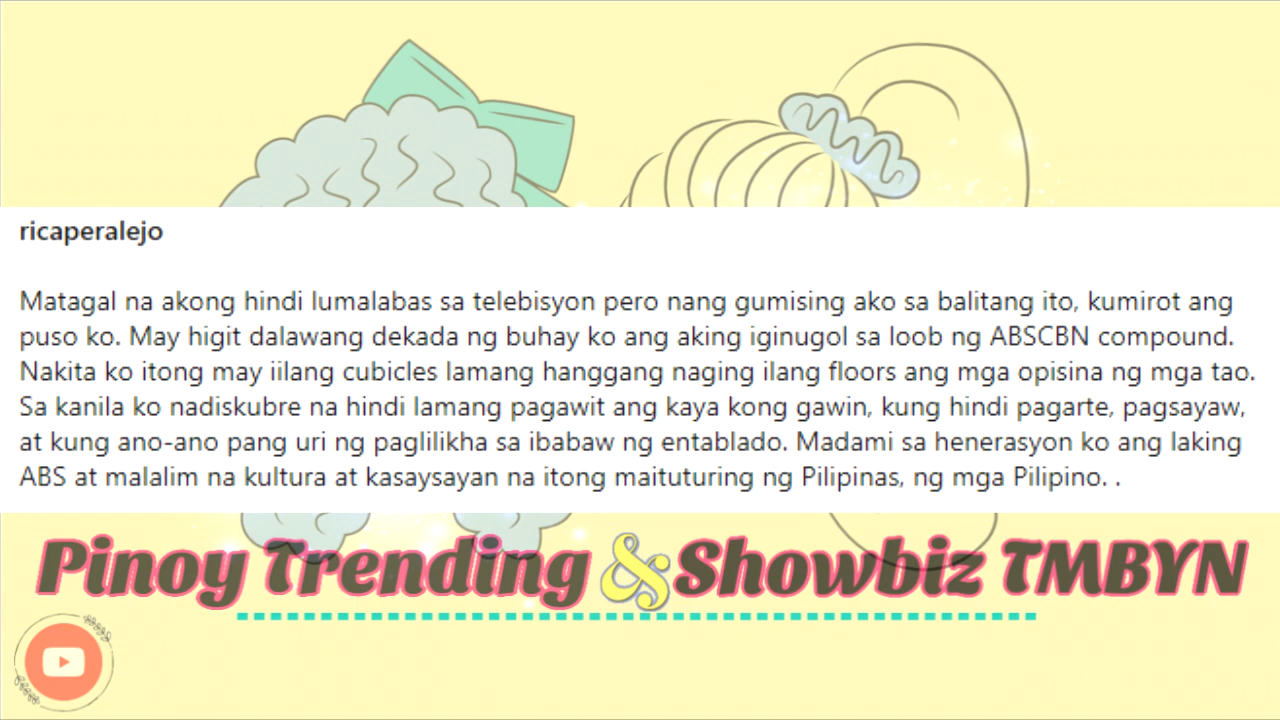 ricaperalejo
Matagal na akong hindi lumalabas sa telebisyon pero nang gumising ako sa balitang ito, kumirot ang
puso ko. May higit dalawang dekada ng buhay ko ang aking iginugol sa loob ng ABSCBN compound.
Nakita ko itong may iilang cubicles lamang hanggang naging ilang floors ang mga opisina ng mga tao.
Sa kanila ko nadiskubre na hindi lamang pagawit ang kaya kong gawin, kung hindi pagarte, pagsayaw,
at kung ano-ano pang uri ng paglilikha sa ibabaw ng entablado. Madami sa henerasyon ko ang laking
ABS at malalim na kultura at kasaysayan na itong maituturing ng Pilipinas, ng mga Pilipino. .
Pinoy Trending & Showbiz TMBYN